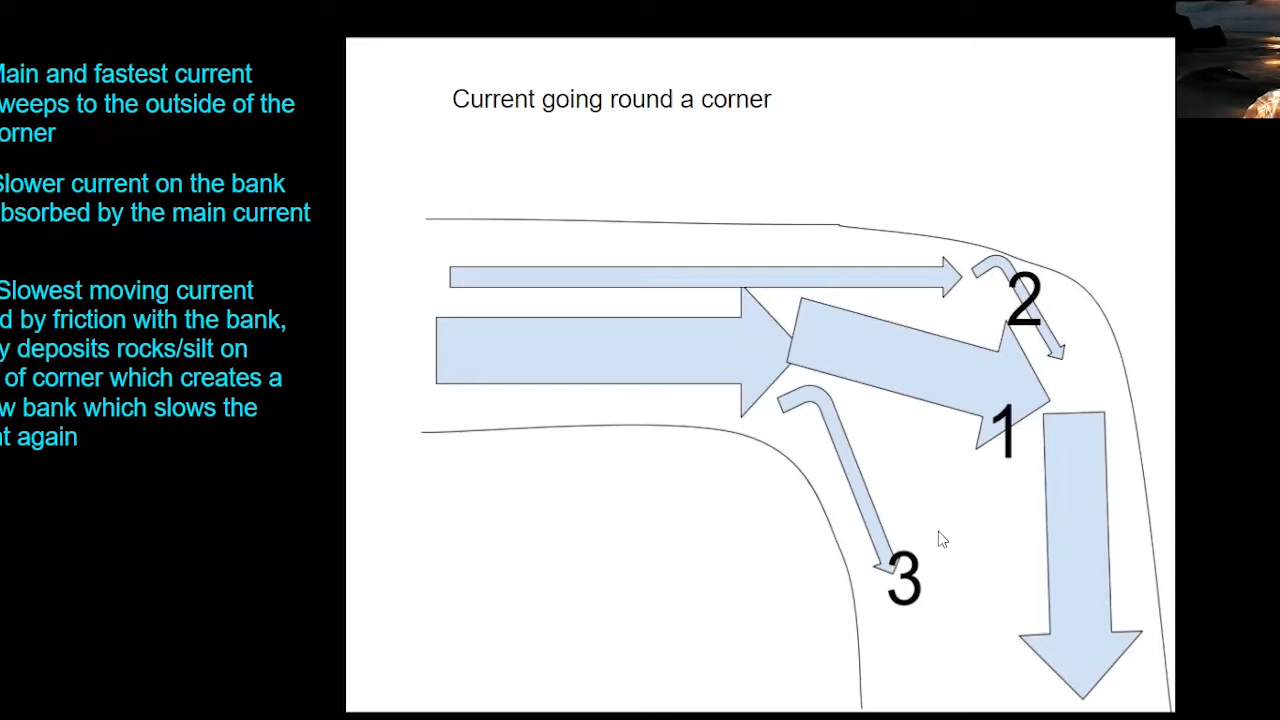 Main and fastest current
weeps to the outside of the
orner
Slower current on the bank
bsorbed by the main current
Slowest moving current
d by friction with the bank,
y deposits rocks/silt on
of corner which creates a
w bank which slows the
t again
Current going round a corner
2
1
3